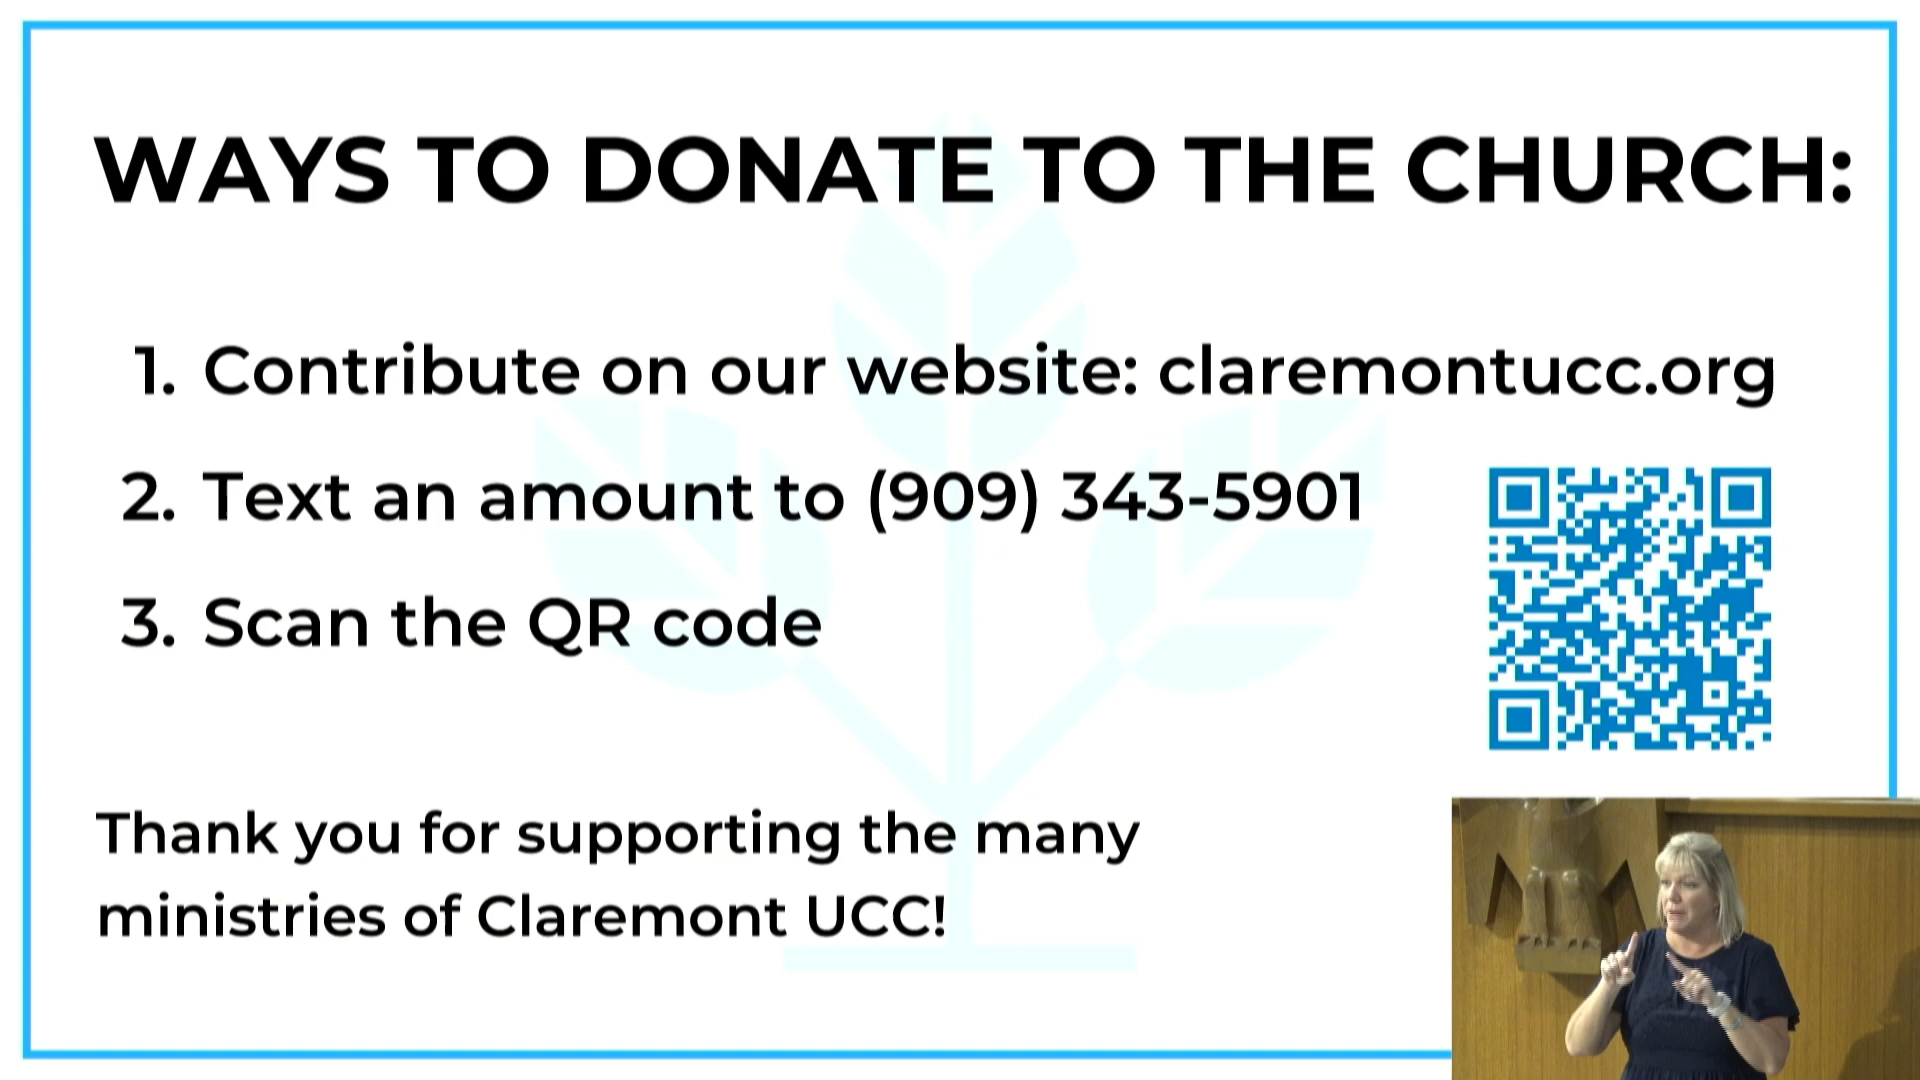 WAYS TO DONATE TO THE CHURCH:
1. Contribute on our website: claremontucc.org
2. Text an amount to (909) 343-5901
3. Scan the QR code
Thank you for supporting the many
ministries of Claremont UCC!